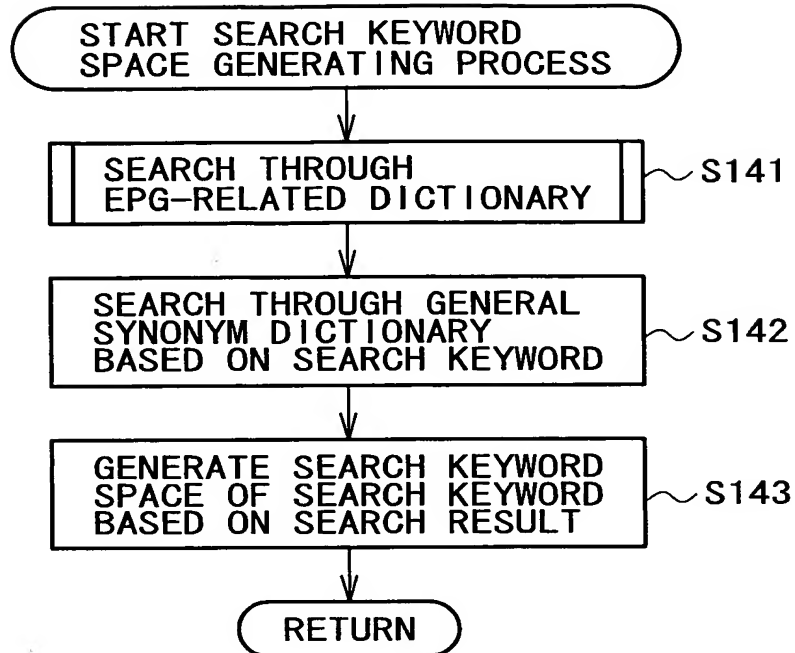 START SEARCH KEYWORD
SPACE GENERATING PROCESS
SEARCH THROUGH
EPG-RELATED DICTIONARY
S141
SEARCH THROUGH GENERAL
SYNONYM DICTIONARY
BASED ON SEARCH KEYWORD
S142
GENERATE SEARCH KEYWORD
SPACE OF SEARCH KEYWORD
BASED ON SEARCH RESULT
S143
RETURN